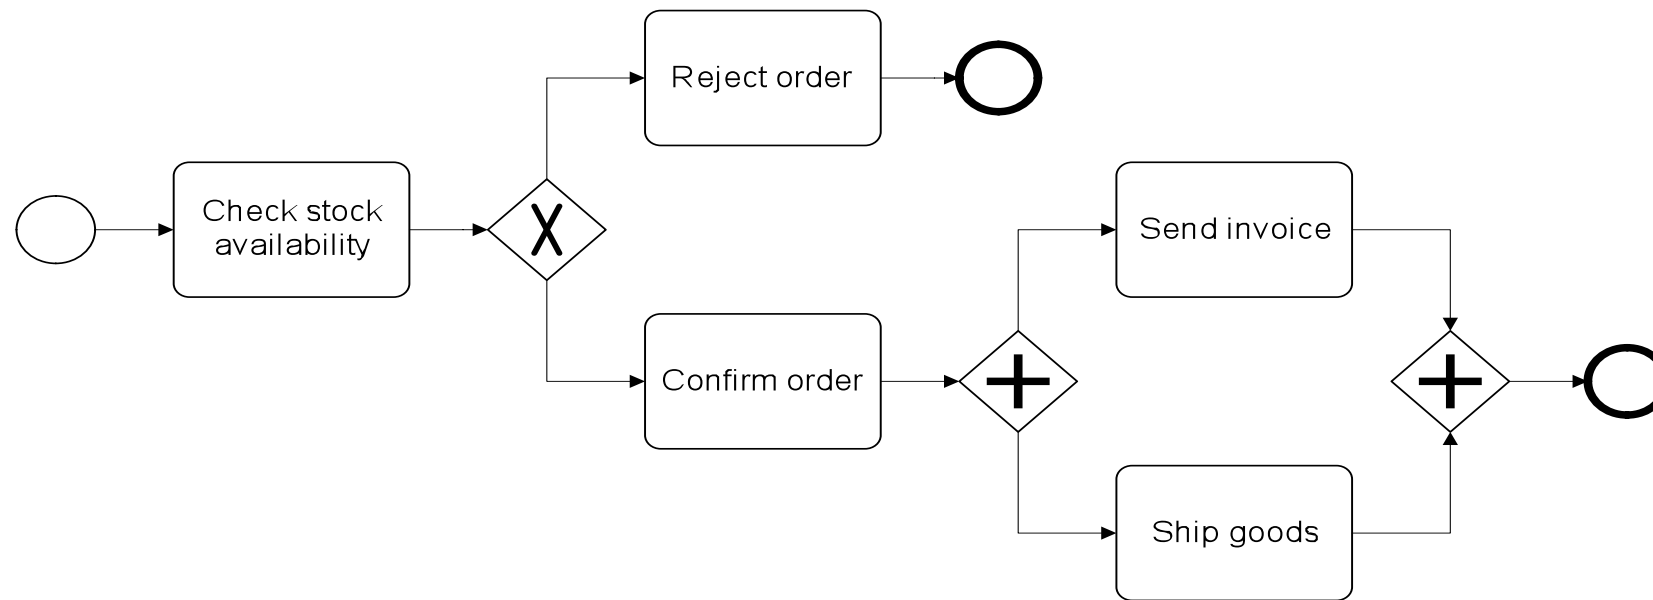 Reject order
Check stock
availability
Send invoice
Confirm order
Ship goods